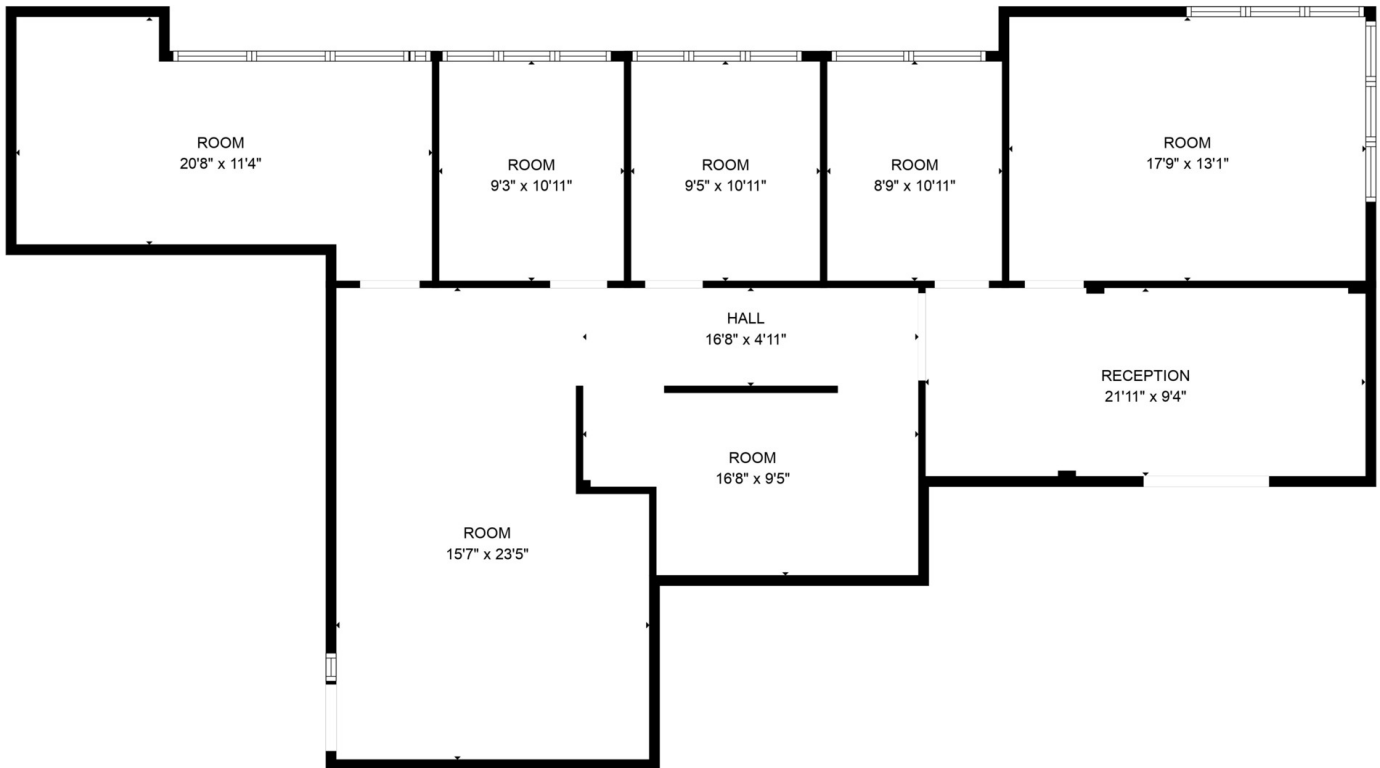 ROOM
20'8" x 11'4"
ROOM
9'3" x 10'11"
ROOM
9'5" x 10'11"
ROOM
8'9" x 10'11"
ROOM
17'9" x 13'1"
HALL
16'8" x 4'11"
RECEPTION
21'11" x 9'4"
ROOM
16'8" x 9'5"
ROOM
15'7" x 23'5"